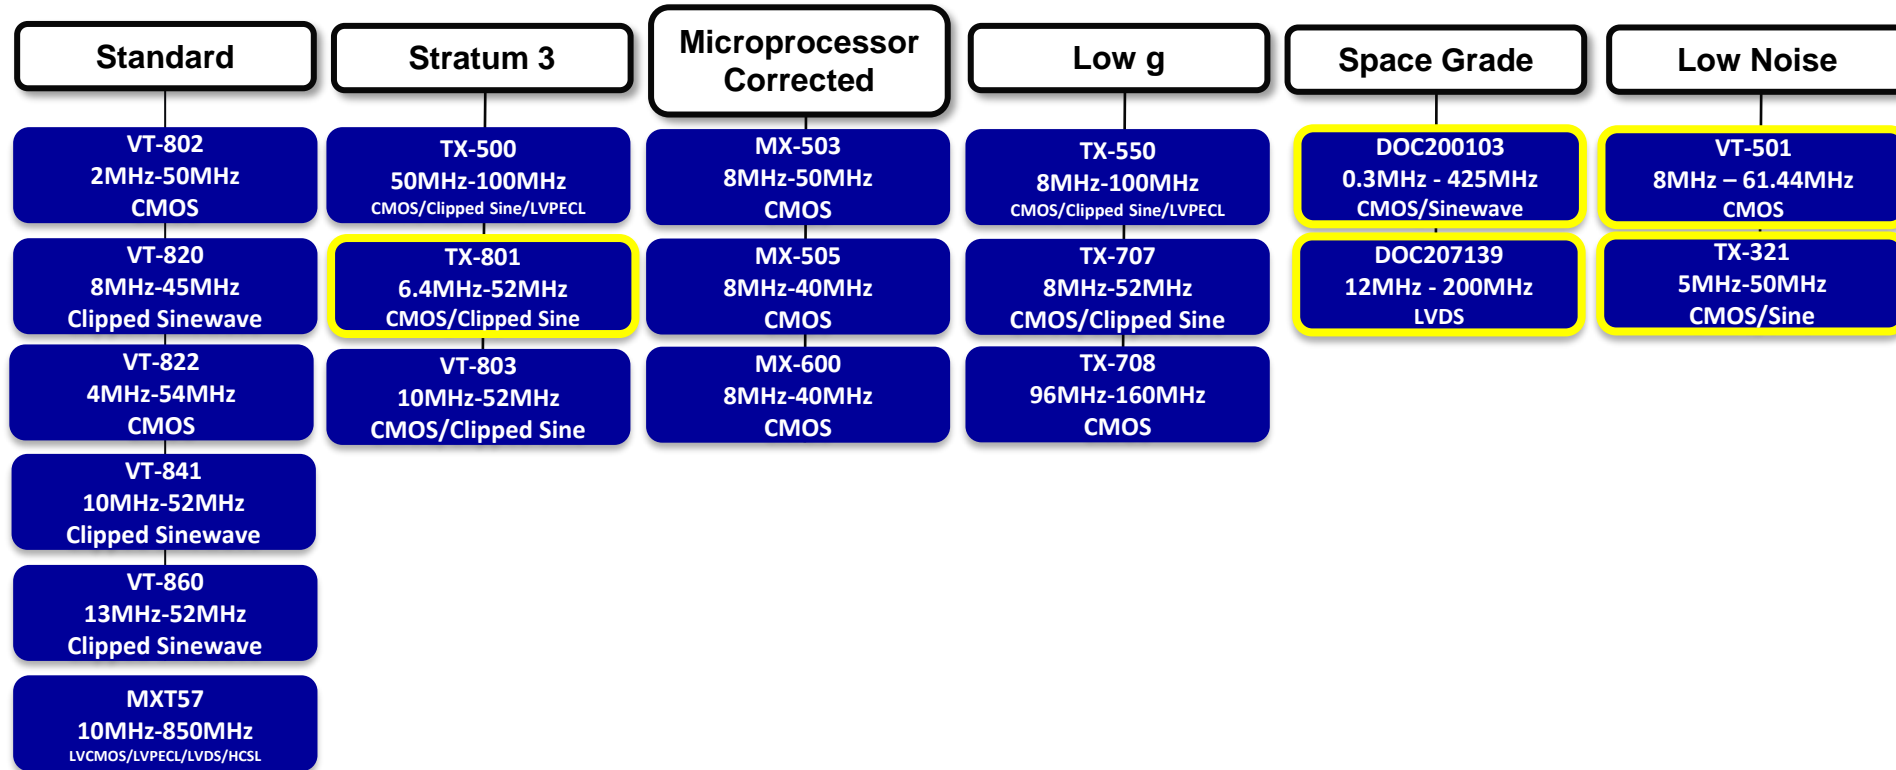 Standard
VT-802
2MHz-50MHz
CMOS
VT-820
8MHz-45MHz
Clipped Sinewave
VT-822
4MHz-54MHz
CMOS
VT-841
10MHz-52MHz
Clipped Sinewave
VT-860
13MHz-52MHz
Clipped Sinewave
MXT57
10MHz-850MHz
LVCMOS/LVPECL/LVDS/HCSL
Stratum 3
TX-500
50MHz-100MHz
CMOS/Clipped Sine/LVPECL
TX-801
6.4MHz-52MHz
CMOS/Clipped Sine
VT-803
10MHz-52MHz
CMOS/Clipped Sine
Microprocessor
Corrected
MX-503
8MHz-50MHz
CMOS
MX-505
8MHz-40MHz
CMOS
MX-600
8MHz-40MHz
CMOS
Low g
TX-550
8MHz-100MHz
CMOS/Clipped Sine/LVPECL
TX-707
8MHz-52MHz
CMOS/Clipped Sine
TX-708
96MHz-160MHz
CMOS
Space Grade
DOC200103
0.3MHz - 425MHz
CMOS/Sinewave
DOC207139
12MHz - 200MHz
LVDS
Low Noise
VT-501
8MHz – 61.44MHz
CMOS
TX-321
5MHz-50MHz
CMOS/Sine